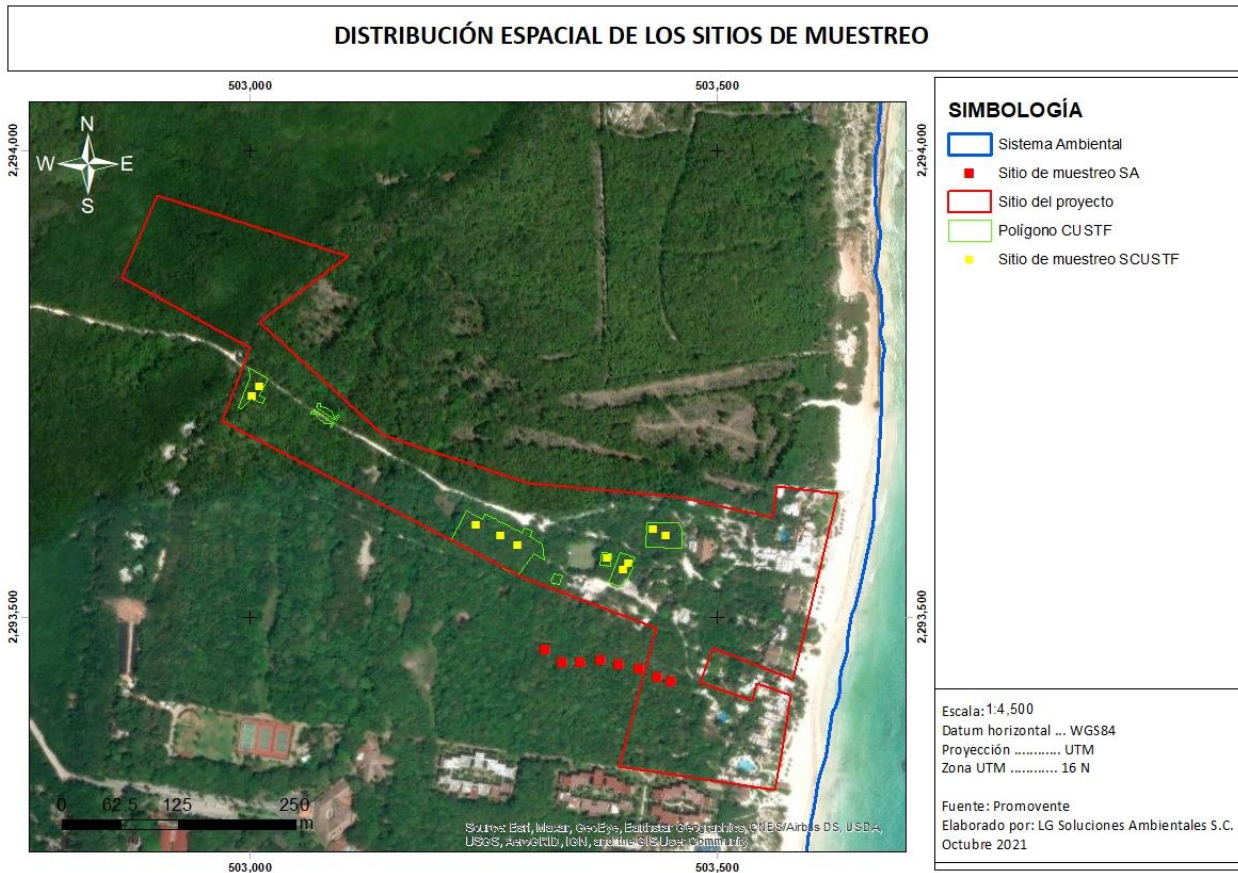 DISTRIBUCIÓN ESPACIAL DE LOS SITIOS DE MUESTREO
503,000
503,500
2,294,000
2,294,000
N
W
E
S
2,293,500
2,293,500
0 62.5 125 250
m
Source: Esri, Maxar, GeoEye, Earthstar Geographics, CNES/Airbus DS, USDA,
USGS, AeroGRID, IGN, and the GIS User Community
503,000
503,500
SIMBOLOGÍA
Sistema Ambiental
Sitio de muestreo SA
Sitio del proyecto
Polígono CUSTF
Sitio de muestreo SCUSTF
Escala: 1:4,500
Datum horizontal ... WGS84
Proyección ............ UTM
Zona UTM ............ 16 N
Fuente: Promovente
Elaborado por: LG Soluciones Ambientales S.C.
Octubre 2021